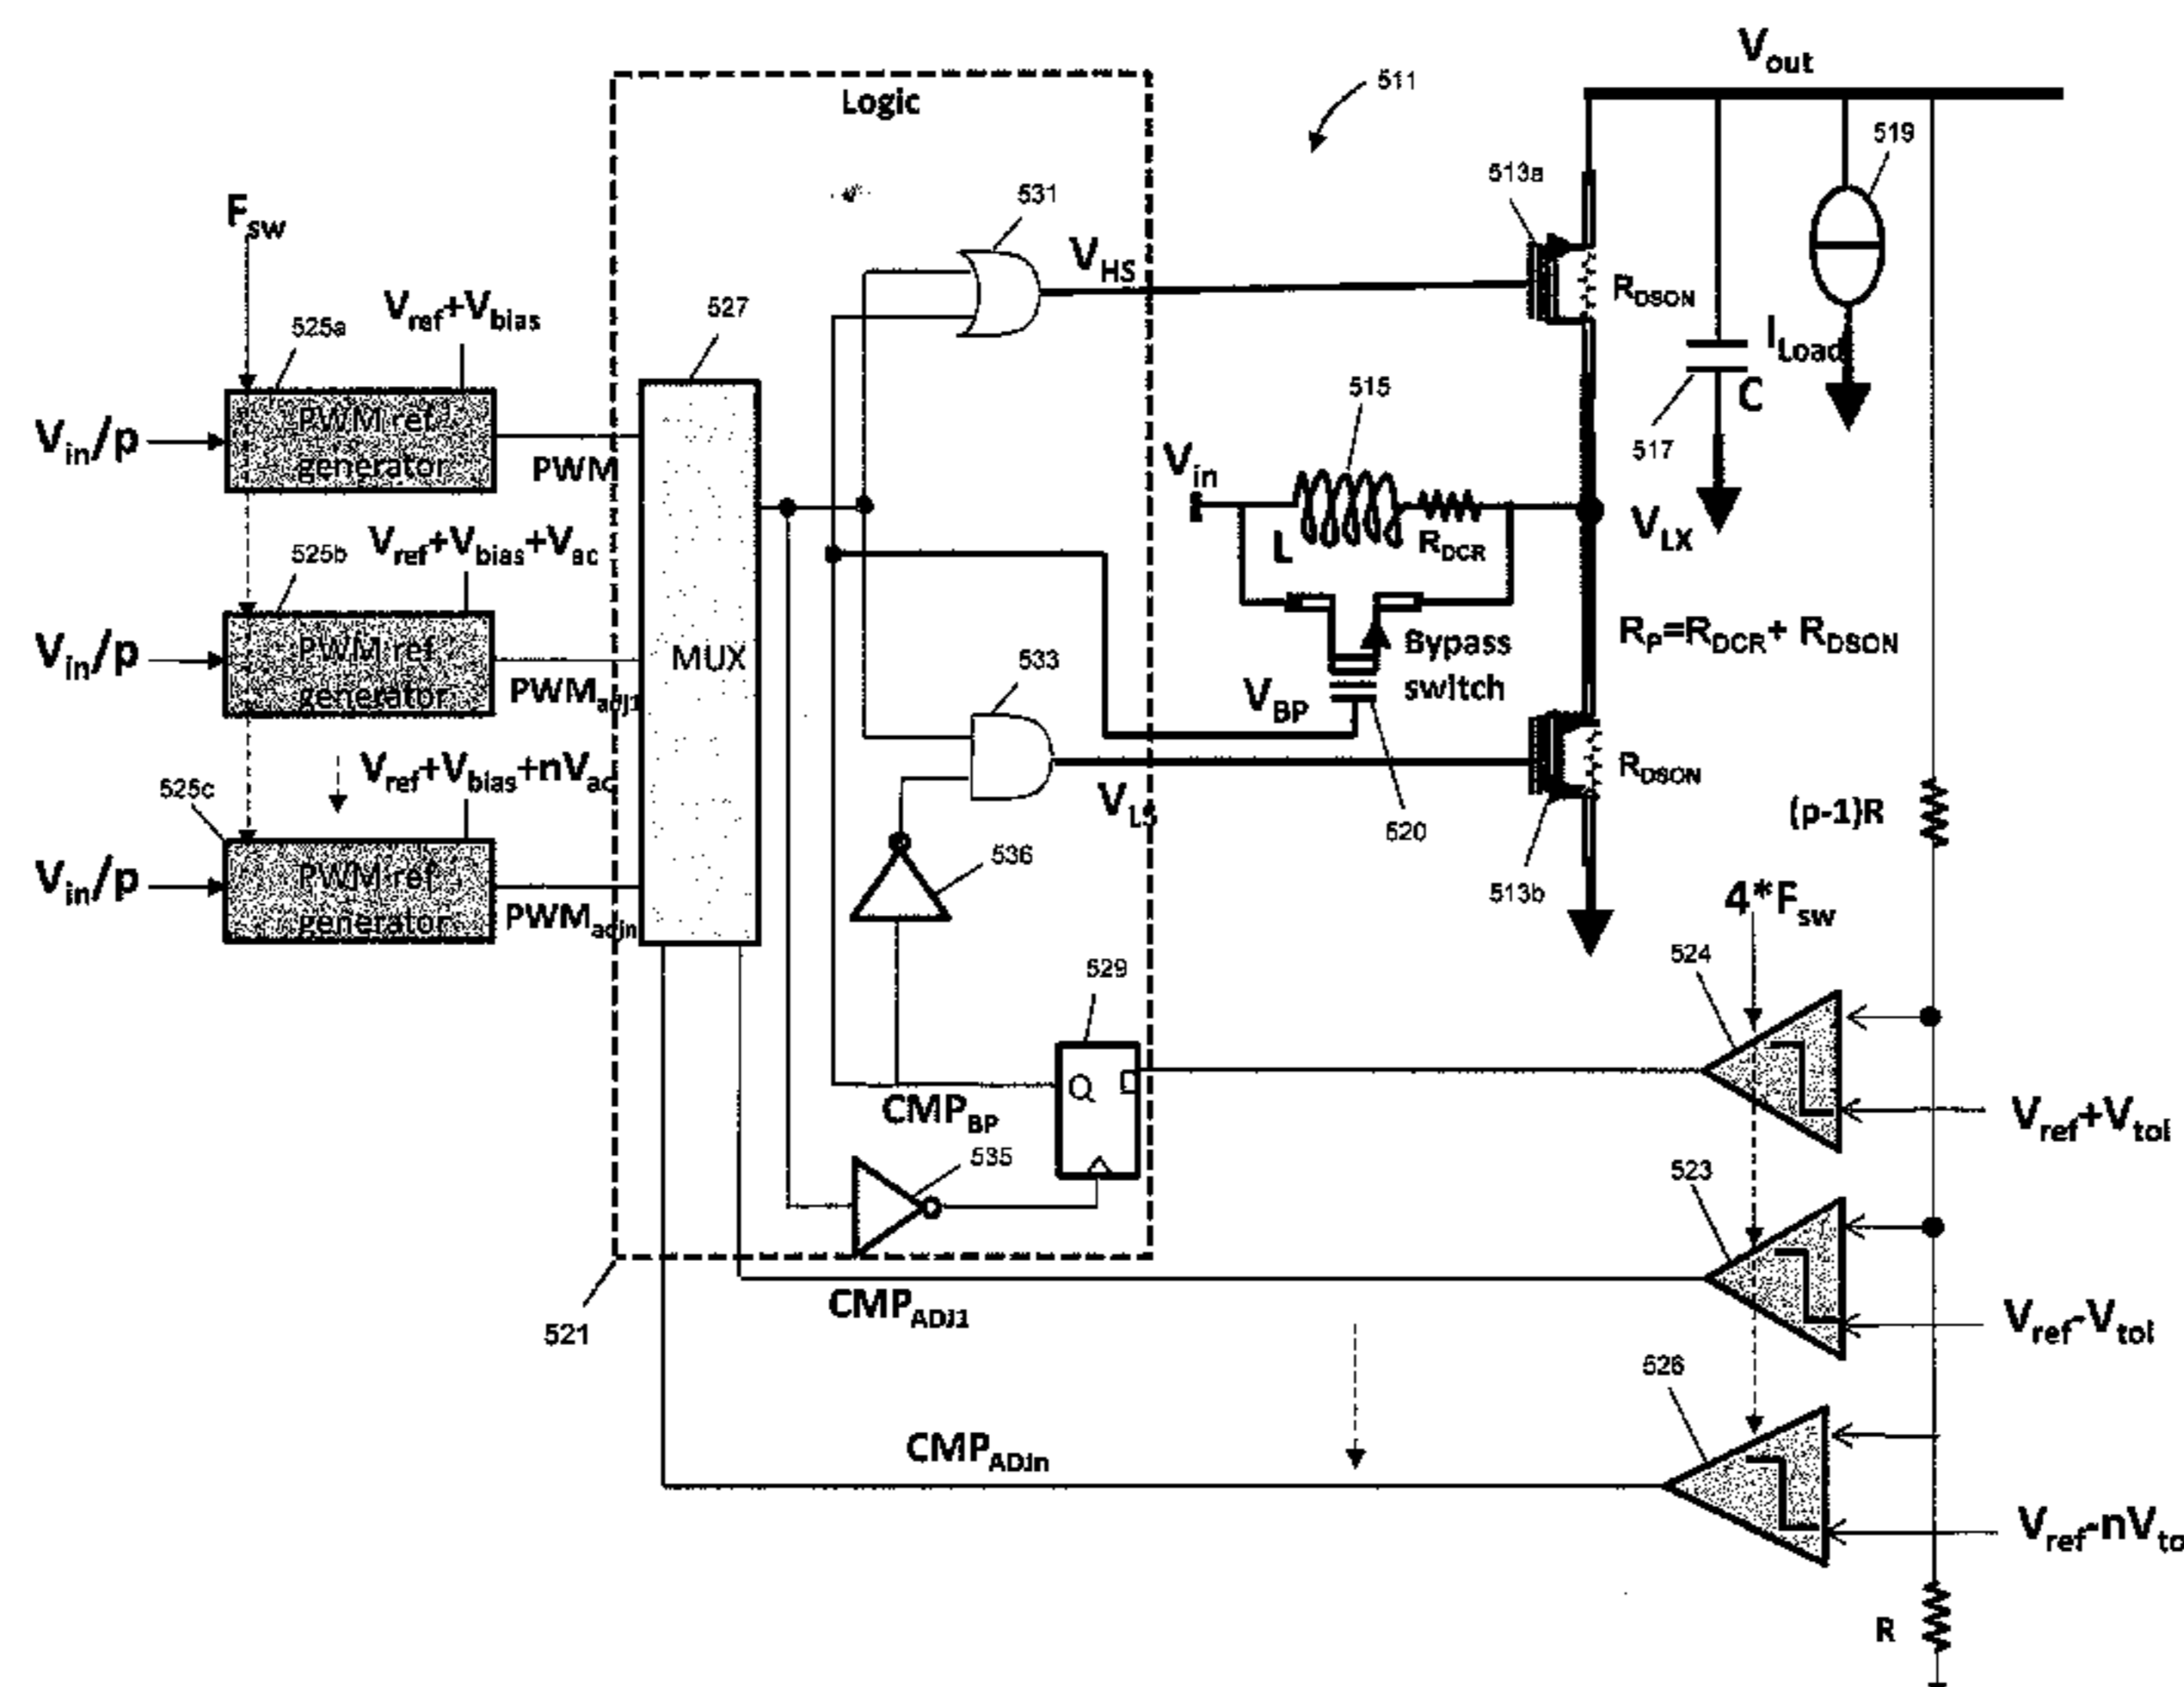 Vout
Logic
511
519
513a
531
Fsw
VHS
RDSON
527
Vref+Vbias
525a
ILoad
C
517
515
PWM ref
generator
Vin/p
PWM
Vin
L
RDCR
VLX
Vref+Vbias+Vac
525b
PWM ref
generator
Vin/p
PWMadj1
MUX
533
RP=RDCR+ RDSON
Bypass
switch
VBP
RDSON
Vref+Vbias+nVac
525c
VLS
520
(p-1)R
536
PWM ref
generator
Vin/p
PWMadjn
513b
4*Fsw
524
529
Q
D
CMPBP
Vref+Vtol
535
523
CMPADJ1
521
Vref-Vtol
526
CMPADJn
Vref-nVto
R